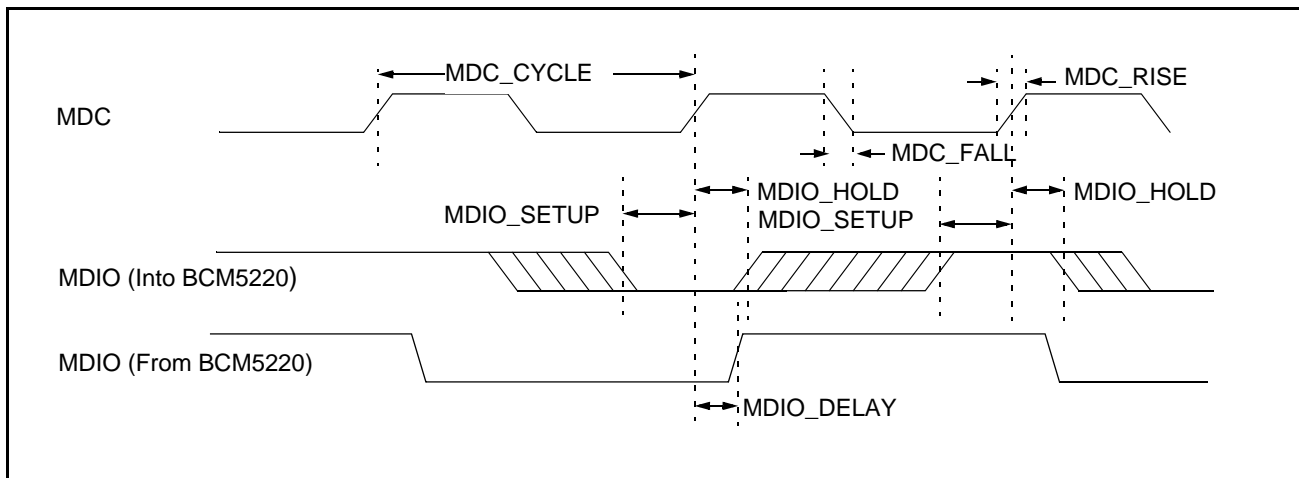 MDC_CYCLE
MDC_RISE
MDC
MDC_FALL
MDIO_HOLD
MDIO_HOLD
MDIO_SETUP
MDIO_SETUP
MDIO (Into BCM5220)
MDIO (From BCM5220)
MDIO_DELAY